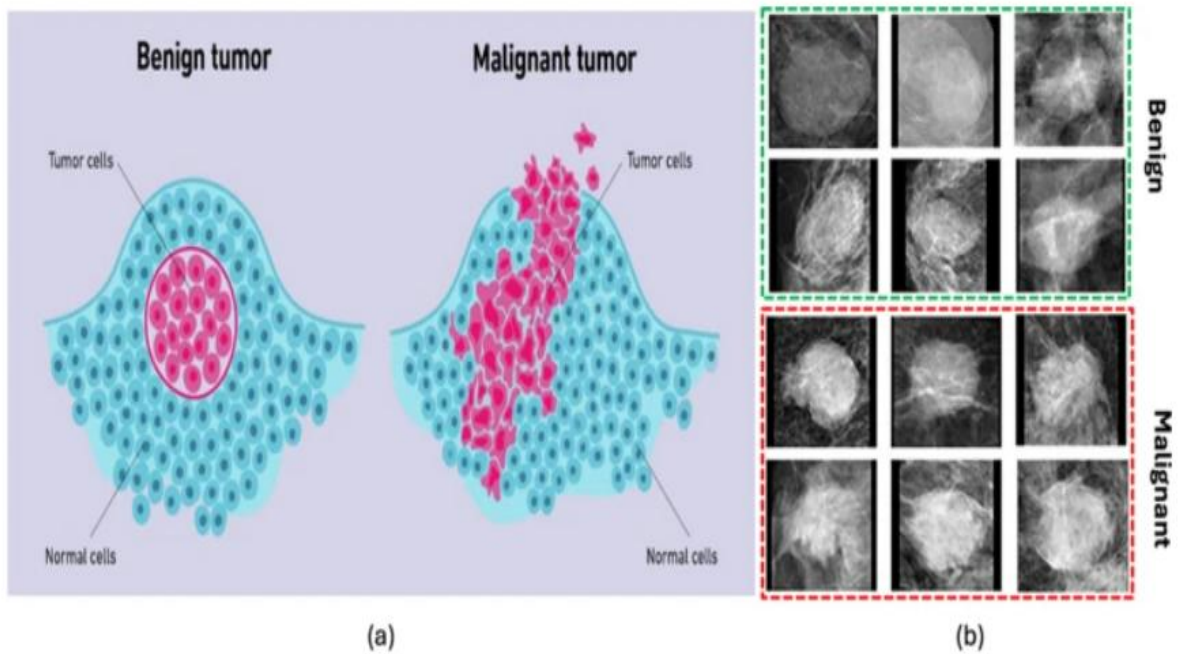 Benign tumor
Malignant tumor
Tumor cells
Tumor cells
Normal cells
Normal cells
Benign
Malignant
(a)
(b)